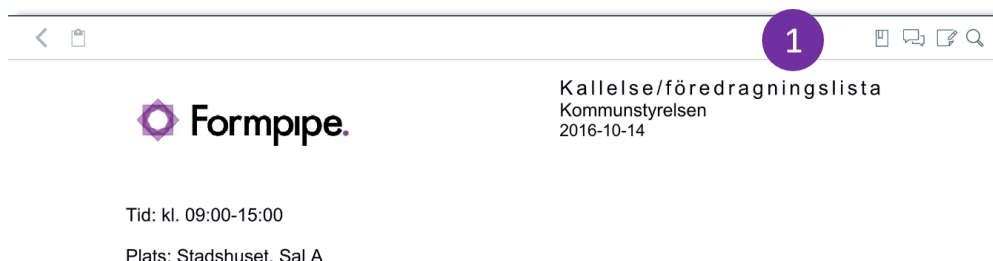 1
Formpipe.
Kallelse/föredragningslista
Kommunstyrelsen
2016-10-14
Tid: kl. 09:00-15:00
Plats: Stadshuset, Sal A